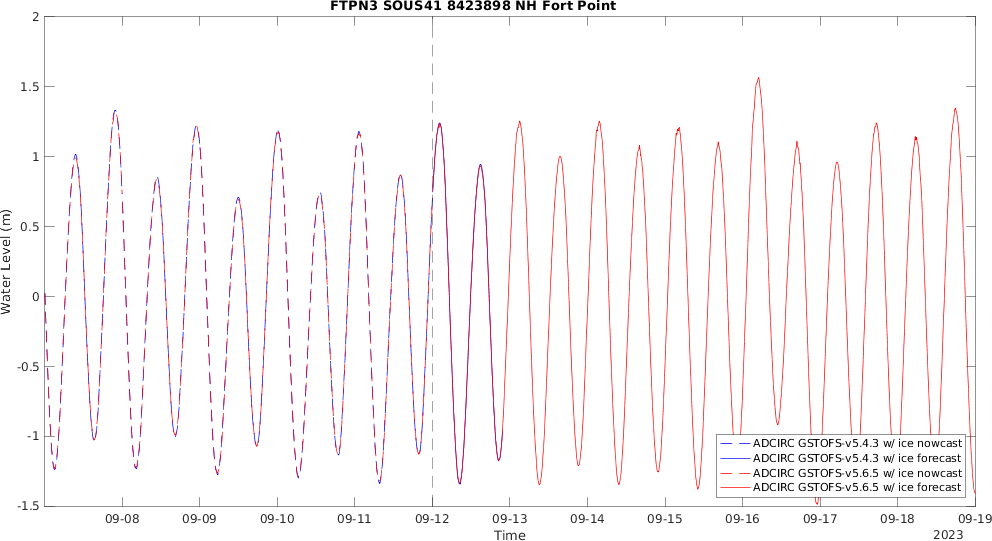 FTPN3 SOUS41 8423898 NH Fort Point
2
1.5
1
0.5
0
-0.5
-1
-1.5
Water Level (m)
ADCIRC GSTOFS-v5.4.3 w/ ice nowcast
ADCIRC GSTOFS-v5.4.3 w/ ice forecast
ADCIRC GSTOFS-v5.6.5 w/ ice nowcast
ADCIRC GSTOFS-v5.6.5 w/ ice forecast
09-08 09-09 09-10 09-11 09-12 09-13 09-14 09-15 09-16 09-17 09-18 09-19
Time
2023